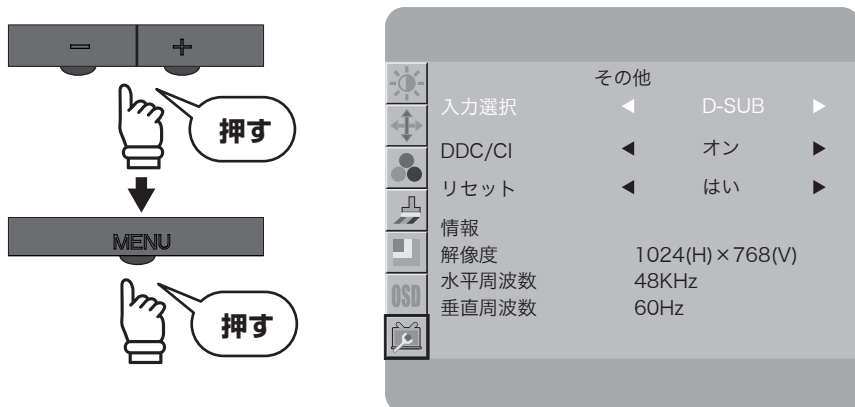 − +
押す
MENU
押す
その他
入力選択 ◀ D-SUB ▶
DDC/CI ◀ オン ▶
リセット ◀ はい ▶
情報
解像度 1024(H)×768(V)
水平周波数 48KHz
垂直周波数 60Hz
OSD